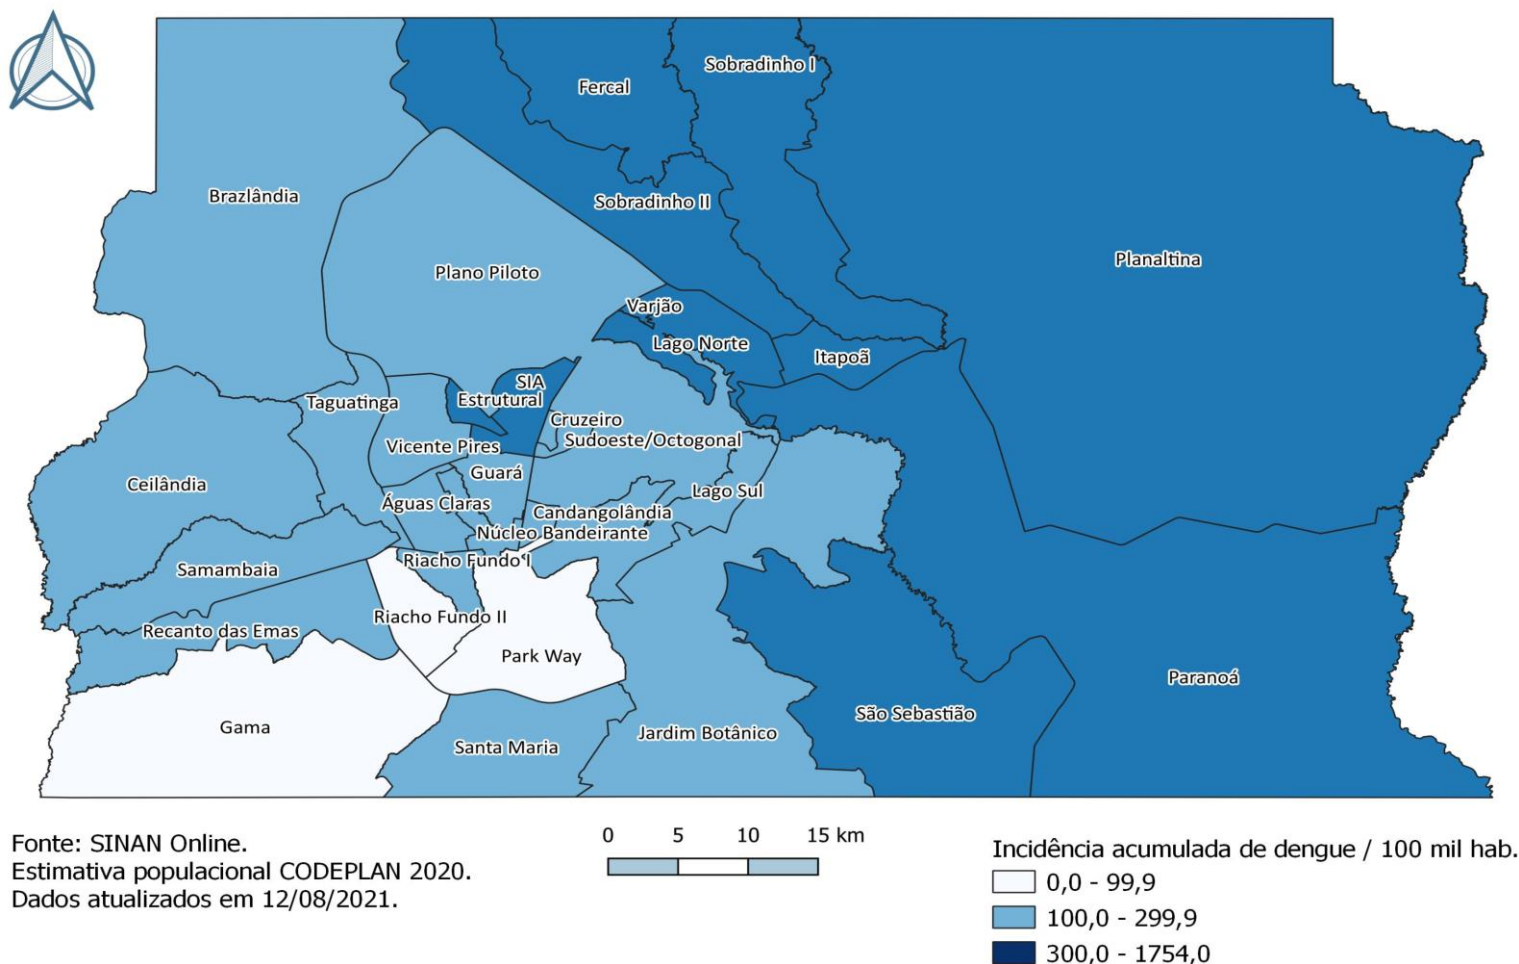 Fercal
Sobradinho I
Brazlândia
Sobradinho II
Planaltina
Plano Piloto
Varjão
Lago Norte
Itapoã
SIA
Estrutural
Taguatinga
Cruzeiro
Sudoeste/Octogonal
Vicente Pires
Guará
Ceilândia
Águas Claras
Lago Sul
Candangolândia
Núcleo Bandeirante
Riacho Fundo I
Samambaia
Riacho Fundo II
Recanto das Emas
Park Way
Paranoá
São Sebastião
Gama
Jardim Botânico
Santa Maria
Fonte: SINAN Online.
Estimativa populacional CODEPLAN 2020.
Dados atualizados em 12/08/2021.
0 5 10 15 km
Incidência acumulada de dengue / 100 mil hab.
0,0 - 99,9
100,0 - 299,9
300,0 - 1754,0